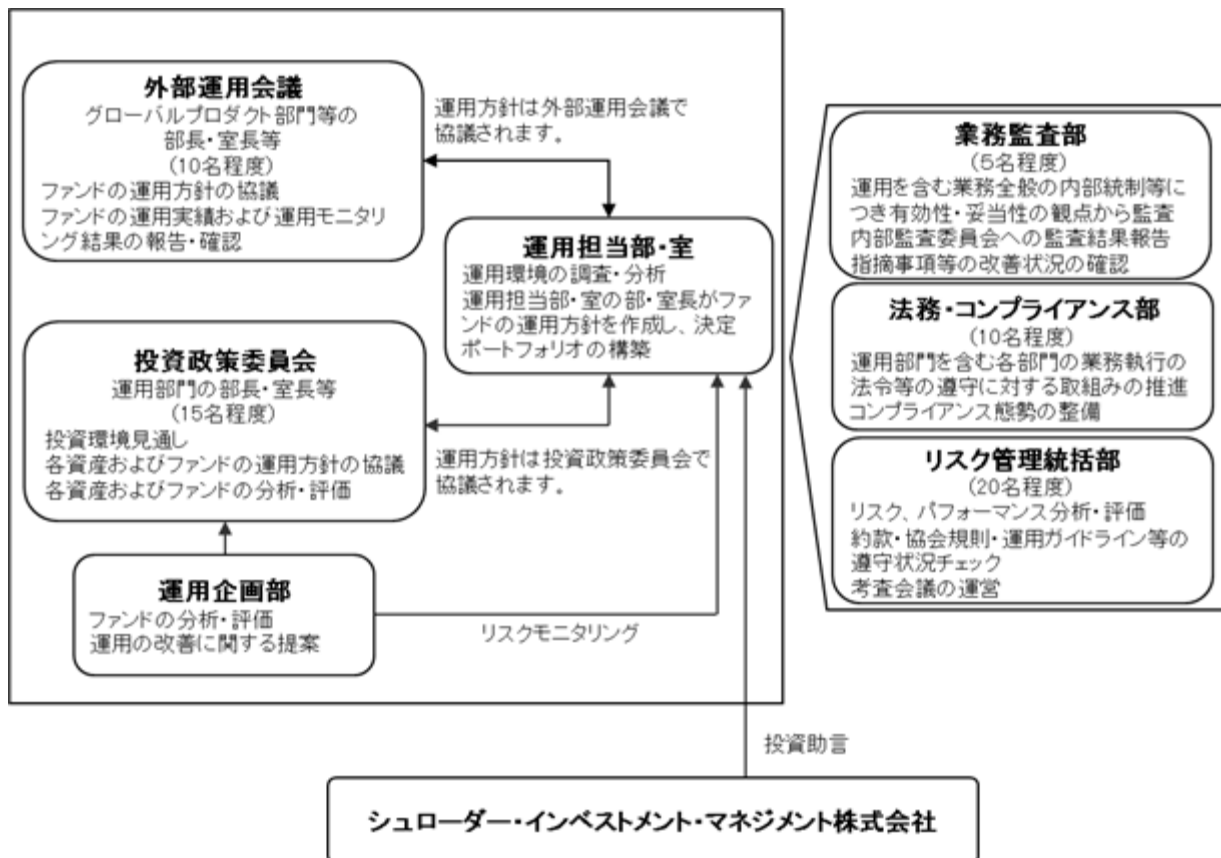 外部運用会議
グローバルプロダクト部門等の
部長・室長等
(10名程度)
ファンドの運用方針の協議
ファンドの運用実績および運用モニタリ
ング結果の報告・確認
運用方針は外部運用会議で
協議されます。
運用担当部・室
運用環境の調査・分析
運用担当部・室の部・室長がファ
ンドの運用方針を作成し、決定
ポートフォリオの構築
投資政策委員会
運用部門の部長・室長等
(15名程度)
投資環境見通し
各資産およびファンドの運用方針の協議
各資産およびファンドの分析・評価
運用方針は投資政策委員会で
協議されます。
運用企画部
ファンドの分析・評価
運用の改善に関する提案
リスクモニタリング
業務監査部
(5名程度)
運用を含む業務全般の内部統制等に
つき有効性・妥当性の観点から監査
内部監査委員会への監査結果報告
指摘事項等の改善状況の確認
法務・コンプライアンス部
(10名程度)
運用部門を含む各部門の業務執行の
法令等の遵守に対する取組みの推進
コンプライアンス態勢の整備
リスク管理統括部
(20名程度)
リスク、パフォーマンス分析・評価
約款・協会規則・運用ガイドライン等の
遵守状況チェック
考査会議の運営
投資助言
シュローダー・インベストメント・マネジメント株式会社